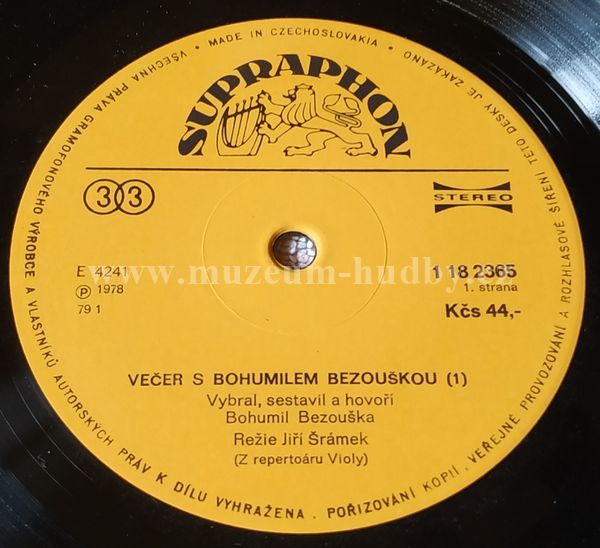 VŠECHNA PRÁVA GRAMOFONOVÉHO VÝROBCE A VLASTNÍKŮ AUTORSKÝCH PRÁV K DÍLU VYHRAŽENA . POŘIZOVÁNÍ KOPIÍ . VEŘEJNÉ PROVOZOVÁNÍ A ROZHLASOVÉ ŠÍŘENÍ TÉTO DESKY JE ZAKÁZÁNO
• MADE IN CZECHOSLOVAKIA •
SUPRAPHON
33
STEREO
E 4241
1 18 2365
Ⓟ 1978
1. strana
79 1
Kčs 44,-
www.muzeum-hudby.cz
VEČER S BOHUMILEM BEZOUŠKOU (1)
Vybral, sestavil a hovoří
Bohumil Bezouška
Režie Jiří Šrámek
(Z repertoáru Violy)